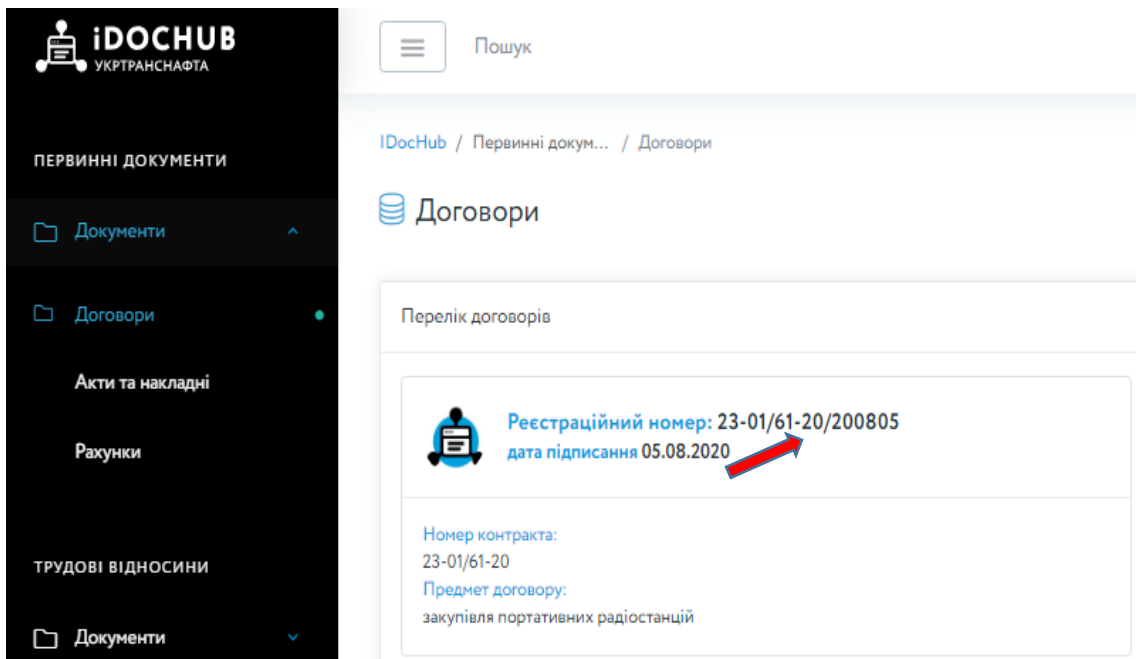 iDOCHUB
УКРТРАНСНАФТА
Пошук
ПЕРВИННІ ДОКУМЕНТИ
Документи
Договори
Акти та накладні
Рахунки
ТРУДОВІ ВІДНОСИНИ
Документи
IDocHub / Первинні докум... / Договори
Договори
Перелік договорів
Реєстраційний номер: 23-01/61-20/200805
дата підписання 05.08.2020
Номер контракта:
23-01/61-20
Предмет договору:
закупівля портативних радіостанцій